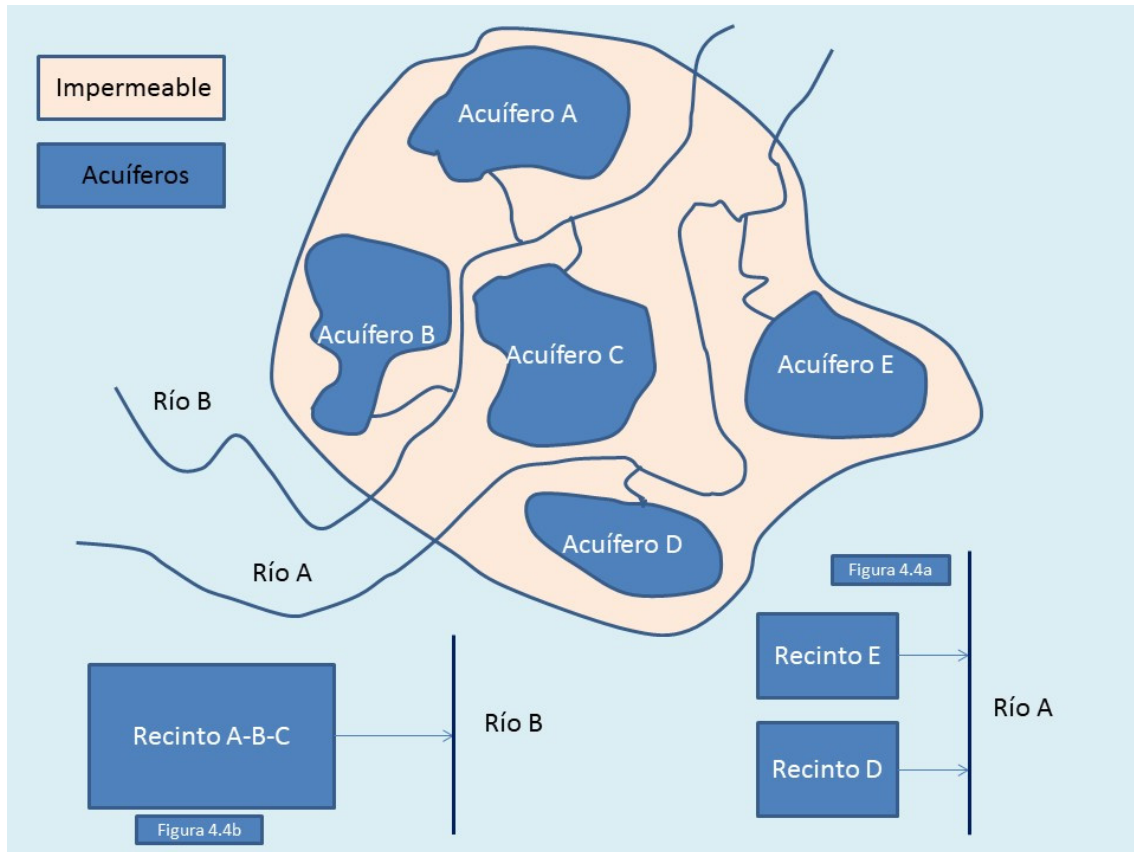 Impermeable
Acuíferos
Acuífero A
Acuífero B
Acuífero C
Acuífero E
Río B
Acuífero D
Río A
Figura 4.4a
Recinto E
Río A
Recinto D
Recinto A-B-C
Río B
Figura 4.4b